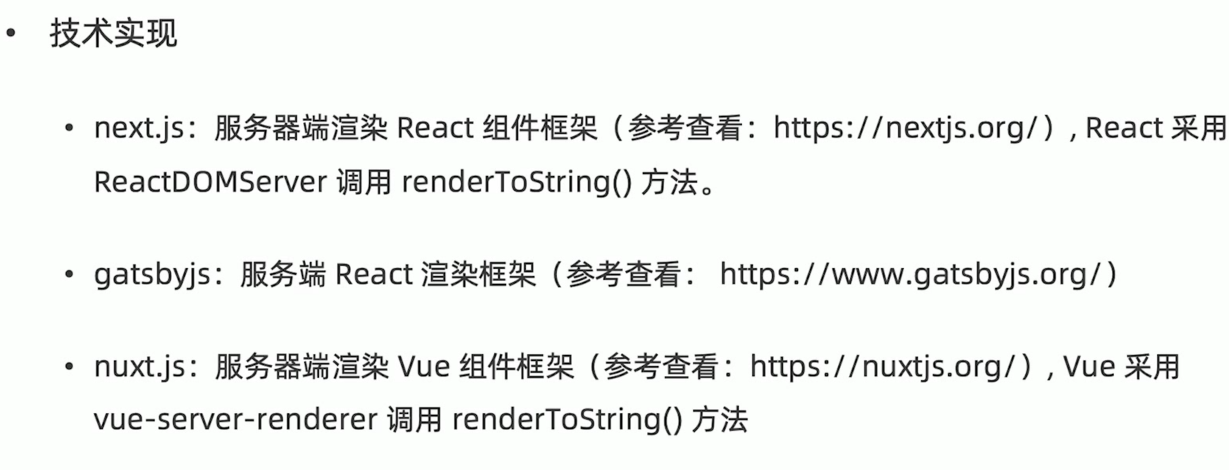 • 技术实现
• next.js：服务器端渲染 React 组件框架（参考查看：https://nextjs.org/）, React 采用
ReactDOMServer 调用 renderToString() 方法。
• gatsbyjs：服务端 React 渲染框架（参考查看： https://www.gatsbyjs.org/）
• nuxt.js：服务器端渲染 Vue 组件框架（参考查看：https://nuxtjs.org/）, Vue 采用
vue-server-renderer 调用 renderToString() 方法